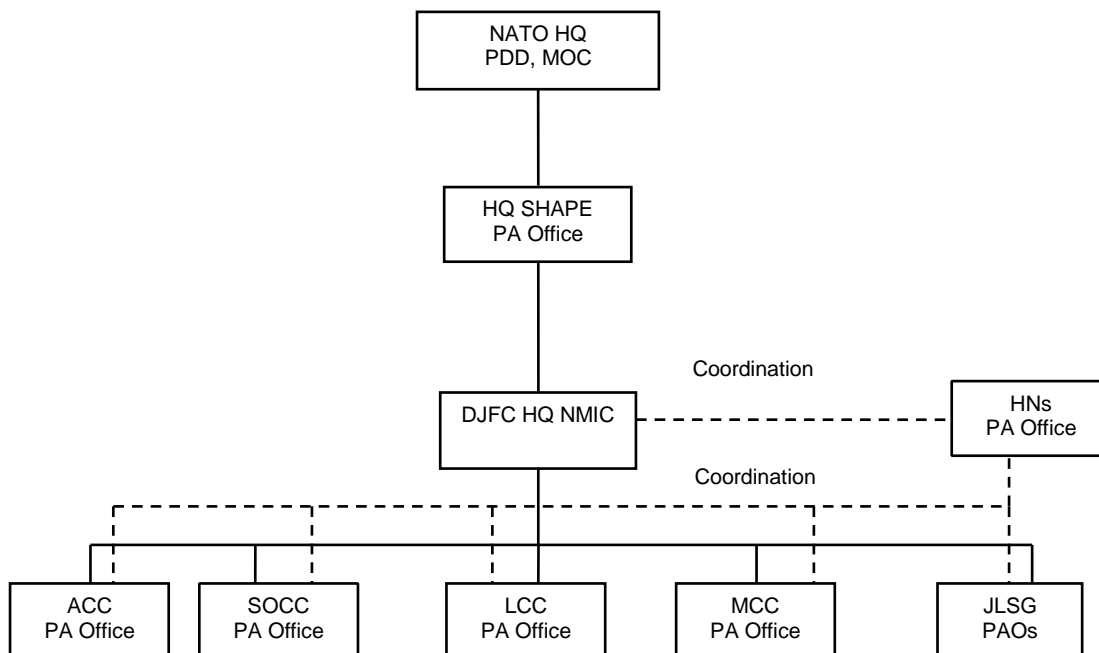 NATO HQ
PDD, MOC
HQ SHAPE
PA Office
Coordination
DJFC HQ NMIC
HNs
PA Office
Coordination
ACC
PA Office
SOCC
PA Office
LCC
PA Office
MCC
PA Office
JLSG
PAOs